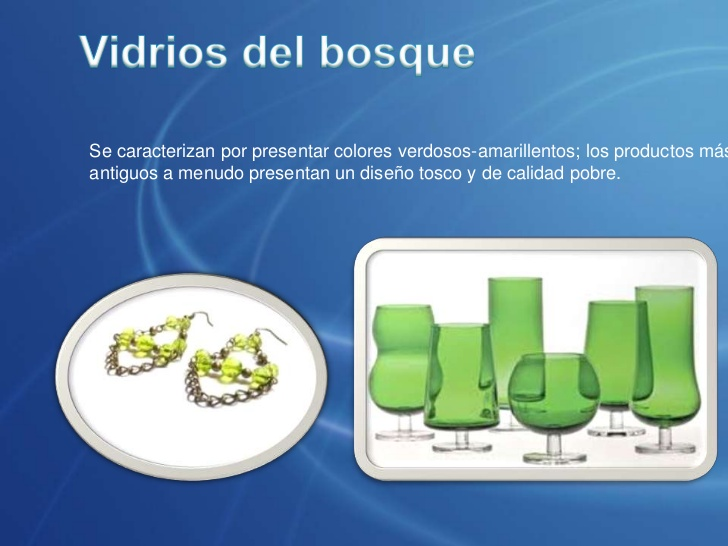 Vidrios del bosque
Se caracterizan por presentar colores verdosos-amarillentos; los productos más
antiguos a menudo presentan un diseño tosco y de calidad pobre.